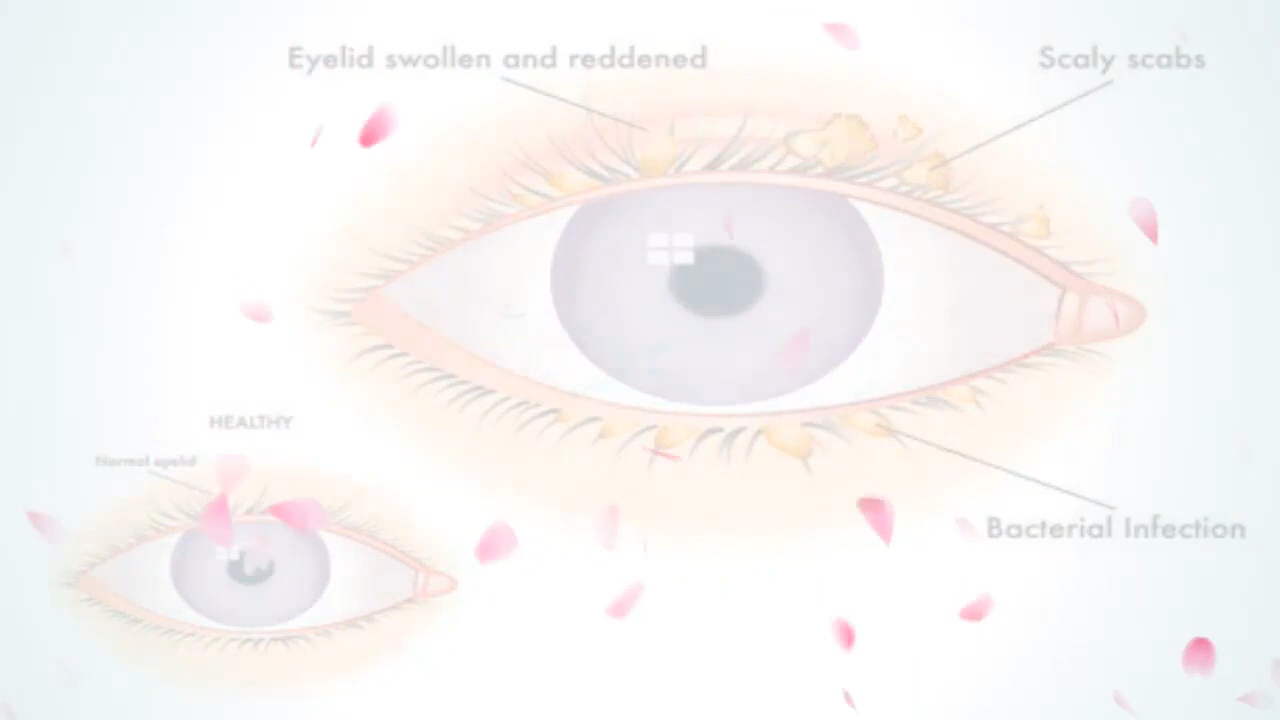 Eyelid swollen and reddened
Scaly scabs
HEALTHY
Normal eyelid
Bacterial Infection